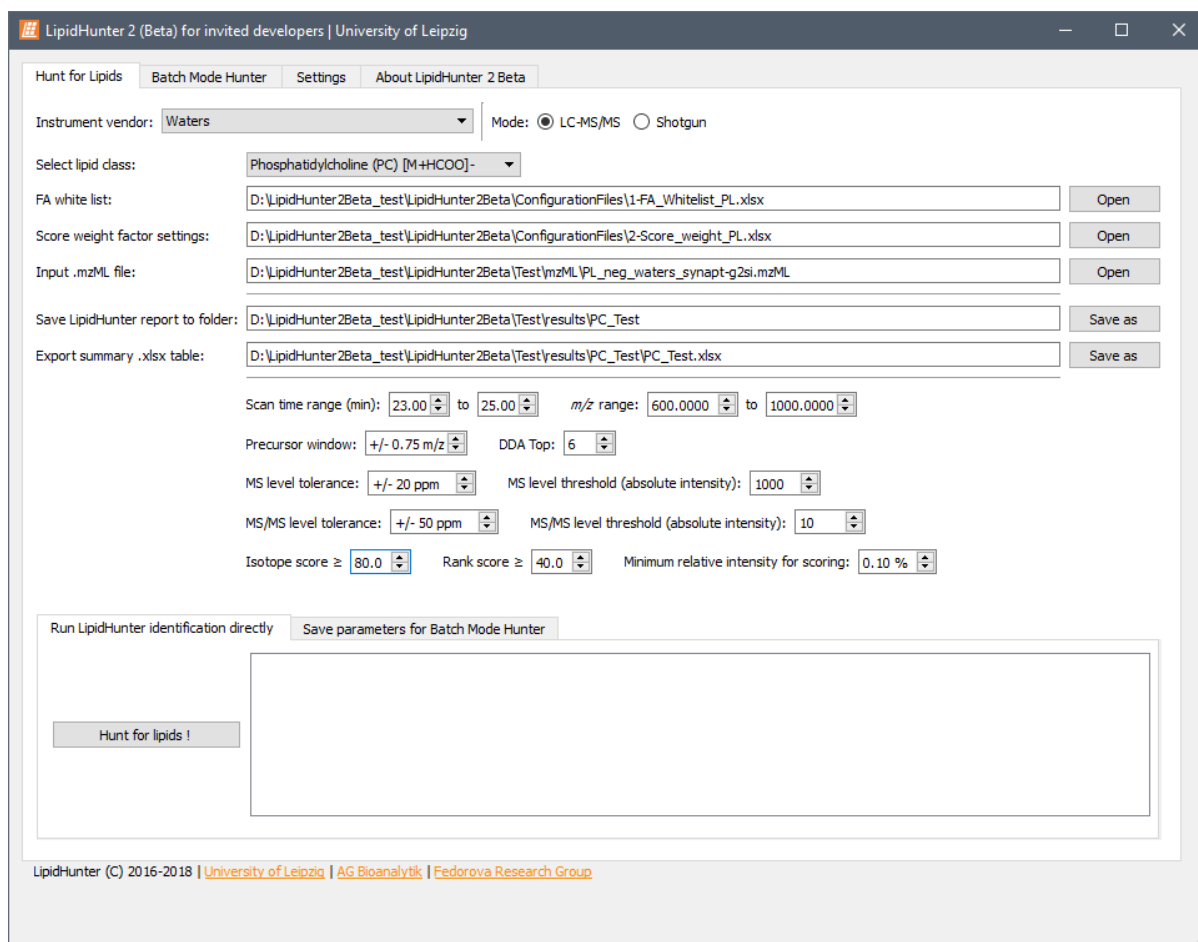 LipidHunter 2 (Beta) for invited developers | University of Leipzig
Hunt for Lipids Batch Mode Hunter Settings About LipidHunter 2 Beta
Instrument vendor: Waters Mode: LC-MS/MS Shotgun
Select lipid class: Phosphatidylcholine (PC) [M+HCOO]-
FA white list: D:\LipidHunter2Beta_test\LipidHunter2Beta\ConfigurationFiles\1-FA_Whitelist_PL.xlsx Open
Score weight factor settings: D:\LipidHunter2Beta_test\LipidHunter2Beta\ConfigurationFiles\2-Score_weight_PL.xlsx Open
Input .mzML file: D:\LipidHunter2Beta_test\LipidHunter2Beta\Test\mzML\PL_neg_waters_synapt-g2si.mzML Open
Save LipidHunter report to folder: D:\LipidHunter2Beta_test\LipidHunter2Beta\Test\results\PC_Test Save as
Export summary .xlsx table: D:\LipidHunter2Beta_test\LipidHunter2Beta\Test\results\PC_Test\PC_Test.xlsx Save as
Scan time range (min): 23.00 to 25.00 m/z range: 600.0000 to 1000.0000
Precursor window: +/- 0.75 m/z DDA Top: 6
MS level tolerance: +/- 20 ppm MS level threshold (absolute intensity): 1000
MS/MS level tolerance: +/- 50 ppm MS/MS level threshold (absolute intensity): 10
Isotope score ≥ 80.0 Rank score ≥ 40.0 Minimum relative intensity for scoring: 0.10 %
Run LipidHunter identification directly Save parameters for Batch Mode Hunter
Hunt for lipids !
LipidHunter (C) 2016-2018 | University of Leipzig | AG Bioanalytik | Fedorova Research Group